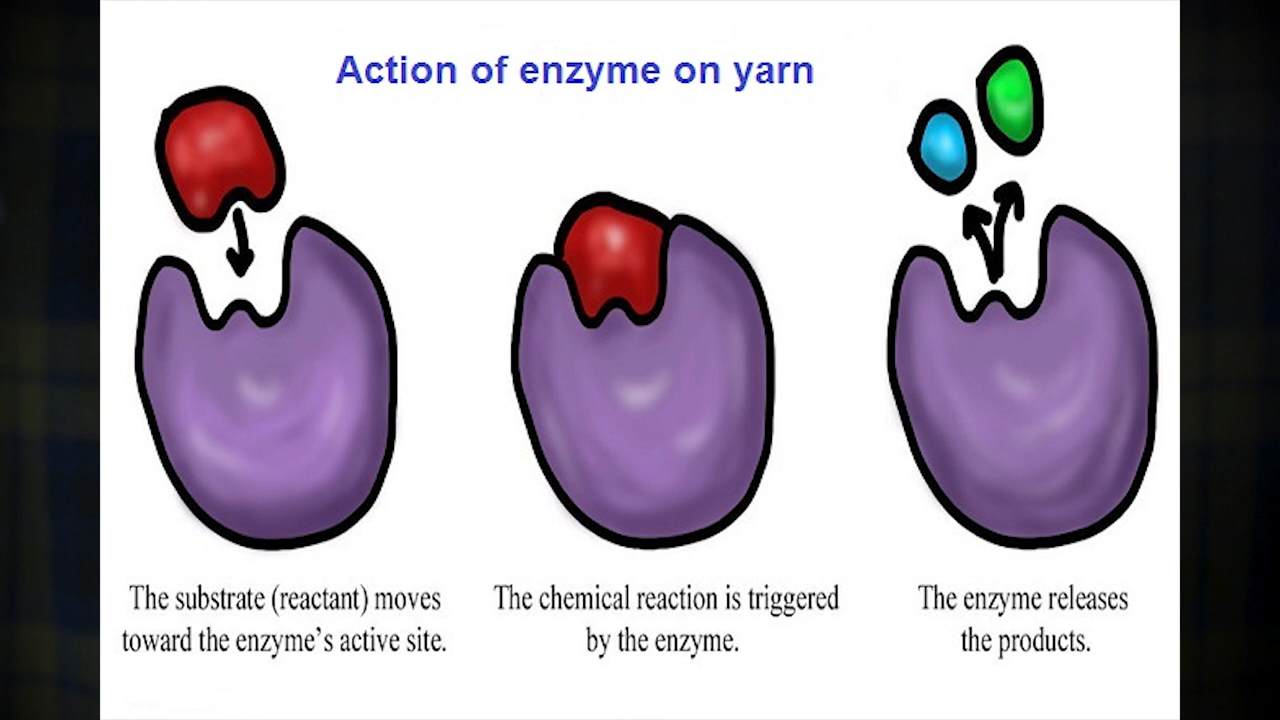 Action of enzyme on yarn
The substrate (reactant) moves
toward the enzyme’s active site.
The chemical reaction is triggered
by the enzyme.
The enzyme releases
the products.